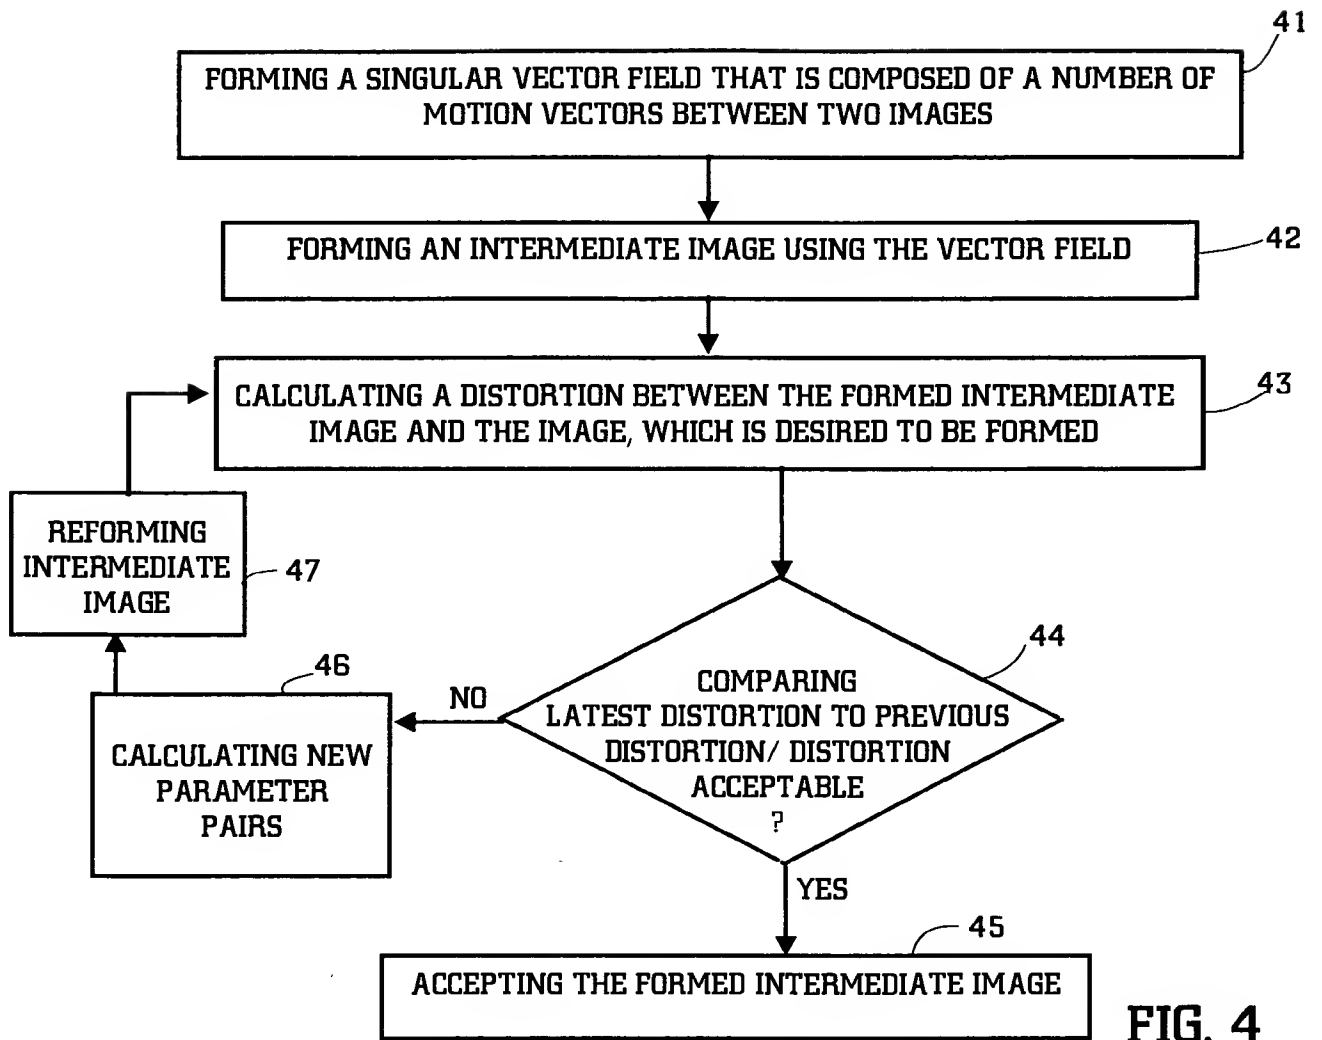 41
FORMING A SINGULAR VECTOR FIELD THAT IS COMPOSED OF A NUMBER OF
MOTION VECTORS BETWEEN TWO IMAGES
42
FORMING AN INTERMEDIATE IMAGE USING THE VECTOR FIELD
43
CALCULATING A DISTORTION BETWEEN THE FORMED INTERMEDIATE
IMAGE AND THE IMAGE, WHICH IS DESIRED TO BE FORMED
REFORMING
INTERMEDIATE
IMAGE
47
44
COMPARING
LATEST DISTORTION TO PREVIOUS
DISTORTION/ DISTORTION
ACCEPTABLE
?
NO
46
CALCULATING NEW
PARAMETER
PAIRS
YES
45
ACCEPTING THE FORMED INTERMEDIATE IMAGE
FIG. 4